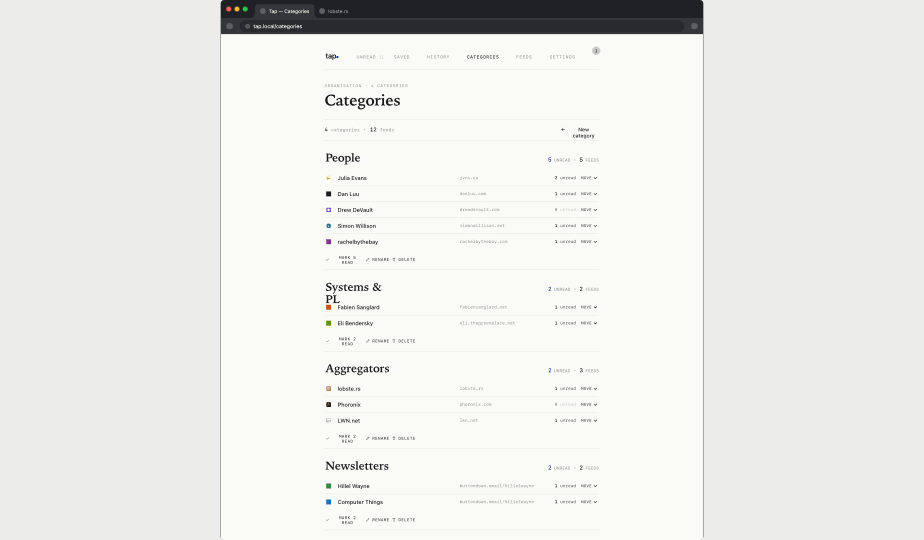 Tap — Categories
lobste.rs
tap.local/categories
tap.
UNREAD
SAVED
HISTORY
CATEGORIES
FEEDS
SETTINGS
ORGANISATION · 4 CATEGORIES
Categories
4 categories · 12 feeds
+ New category
People
5 UNREAD · 5 FEEDS
Julia Evans jvns.ca 2 unread MOVE
Dan Luu danluu.com 1 unread MOVE
Drew DeVault drewdevault.com 0 unread MOVE
Simon Willison simonwillison.net 1 unread MOVE
rachelbythebay rachelbythebay.com 1 unread MOVE
MARK 5 READ RENAME DELETE
Systems & PL
2 UNREAD · 2 FEEDS
Fabien Sanglard fabiensanglard.net 1 unread MOVE
Eli Bendersky eli.thegreenplace.net 1 unread MOVE
MARK 2 READ RENAME DELETE
Aggregators
2 UNREAD · 3 FEEDS
lobste.rs lobste.rs 1 unread MOVE
Phoronix phoronix.com 0 unread MOVE
LWN.net lwn.net 1 unread MOVE
MARK 2 READ RENAME DELETE
Newsletters
2 UNREAD · 2 FEEDS
Hillel Wayne buttondown.email/hillelwayne 1 unread MOVE
Computer Things buttondown.email/hillelwayne 1 unread MOVE
MARK 2 READ RENAME DELETE